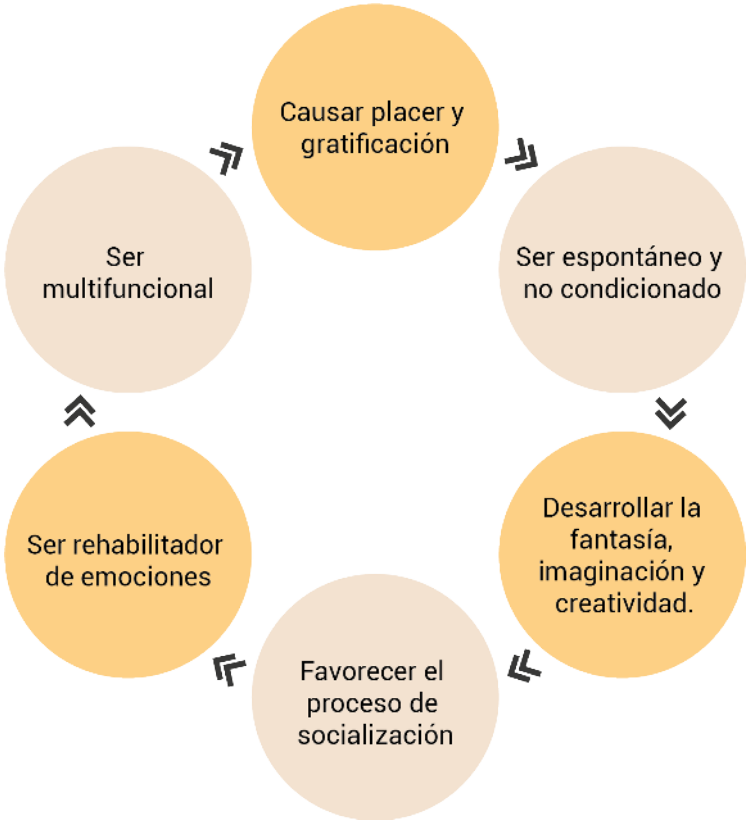 Causar placer y
gratificación
Ser espontáneo y
no condicionado
Desarrollar la
fantasía,
imaginación y
creatividad.
Favorecer el
proceso de
socialización
Ser rehabilitador
de emociones
Ser
multifuncional